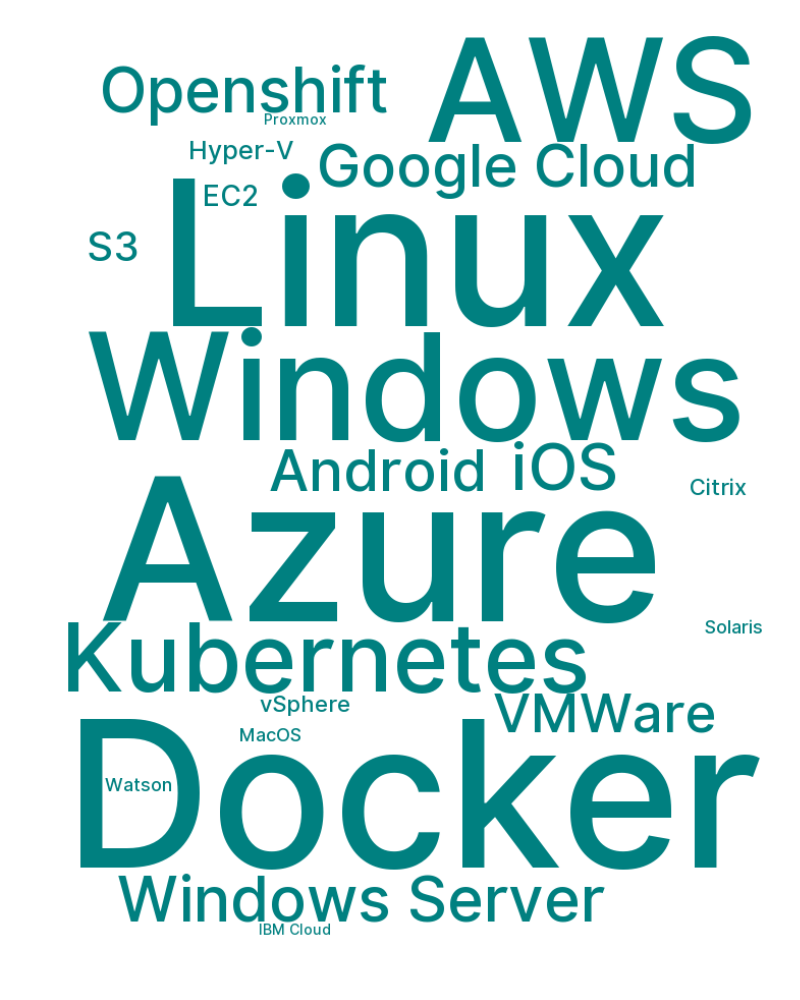 AWS
Openshift
Proxmox
Hyper-V
Google Cloud
EC2
Linux
S3
Windows
Android
iOS
Citrix
Azure
Solaris
Kubernetes
vSphere
VMWare
MacOS
Docker
Watson
Windows Server
IBM Cloud